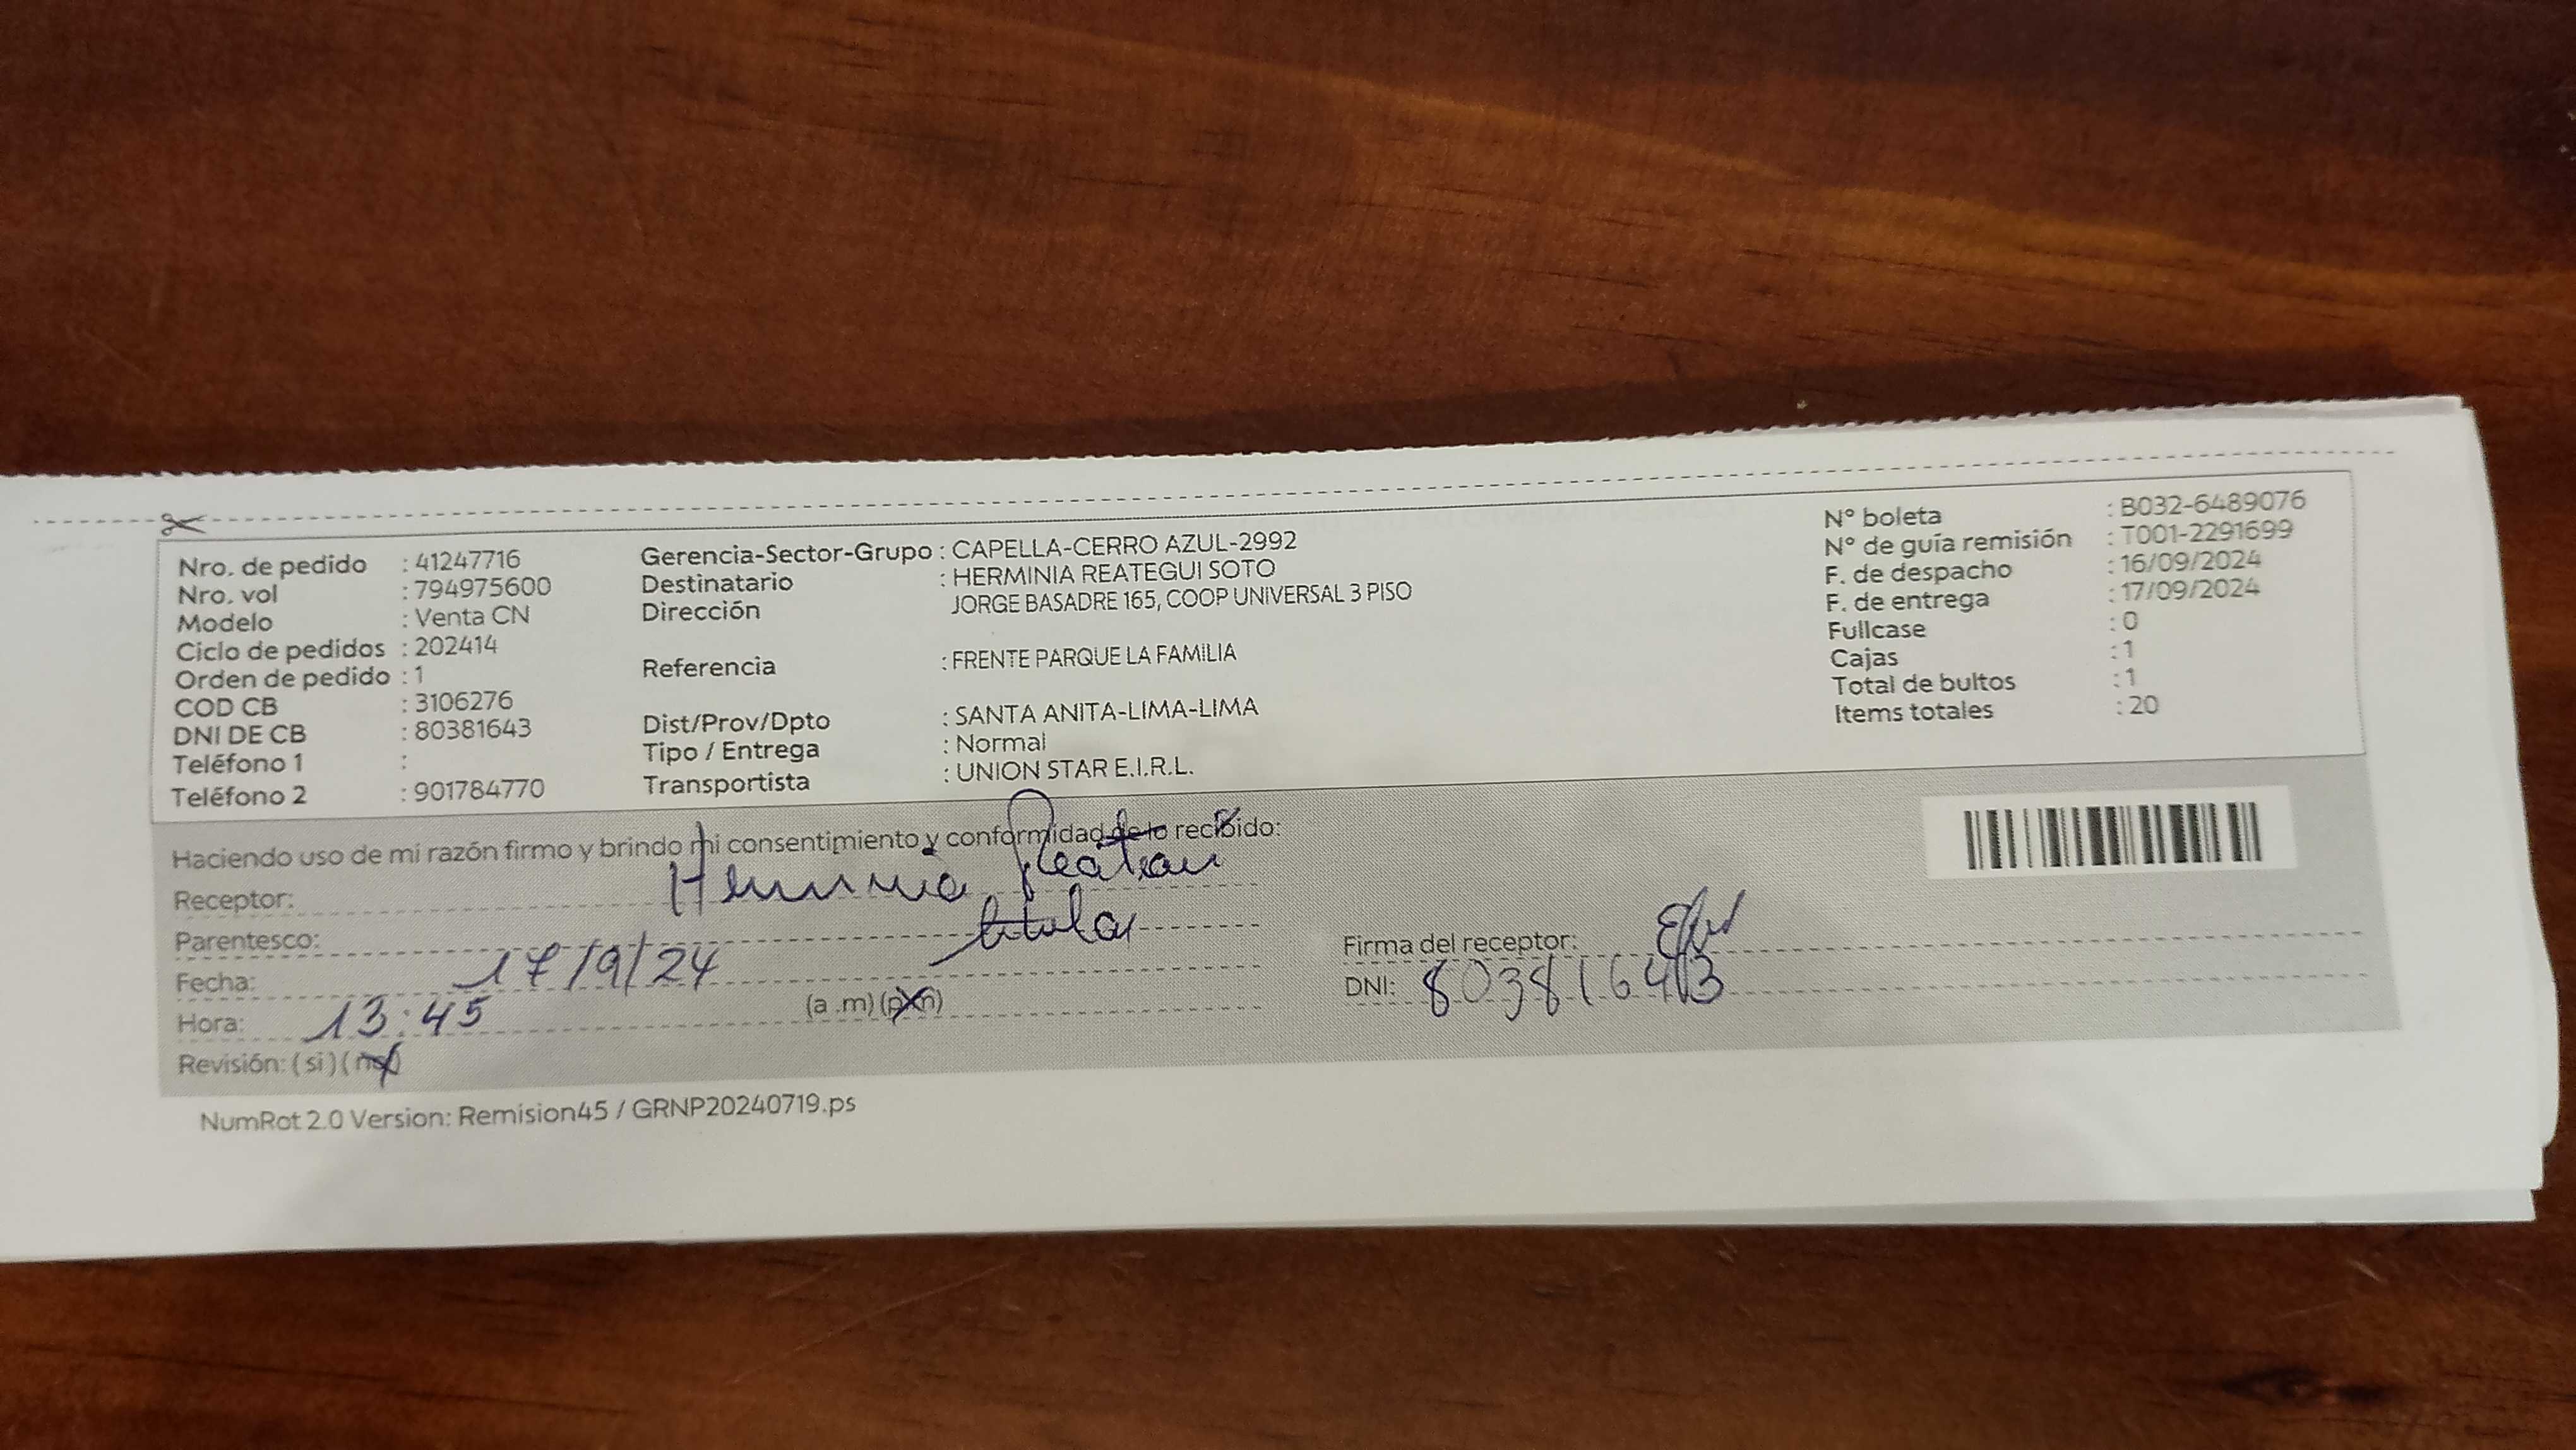 Nro. de pedido : 41247716
Nro. vol : 794975600
Modelo : Venta CN
Ciclo de pedidos : 202414
Orden de pedido : 1
COD CB : 3106276
DNI DE CB : 80381643
Teléfono 1 :
Teléfono 2 : 901784770
Gerencia-Sector-Grupo : CAPELLA-CERRO AZUL-2992
Destinatario : HERMINIA REATEGUI SOTO
Dirección JORGE BASADRE 165, COOP UNIVERSAL 3 PISO
Referencia : FRENTE PARQUE LA FAMILIA
Dist/Prov/Dpto : SANTA ANITA-LIMA-LIMA
Tipo / Entrega : Normal
Transportista : UNION STAR E.I.R.L.
N° boleta : B032-6489076
N° de guía remisión : T001-2291699
F. de despacho : 16/09/2024
F. de entrega : 17/09/2024
Fullcase : 0
Cajas : 1
Total de bultos : 1
Items totales : 20
Haciendo uso de mi razón firmo y brindo mi consentimiento y conformidad de lo recibido:
Receptor: Herminia
Parentesco: titular
Fecha: 17/9/24
Hora: 13:45 (a .m) (p.m)
Revisión: ( si ) ( no )
Firma del receptor:
DNI: 80381643
NumRot 2.0 Version: Remision45 / GRNP20240719.ps